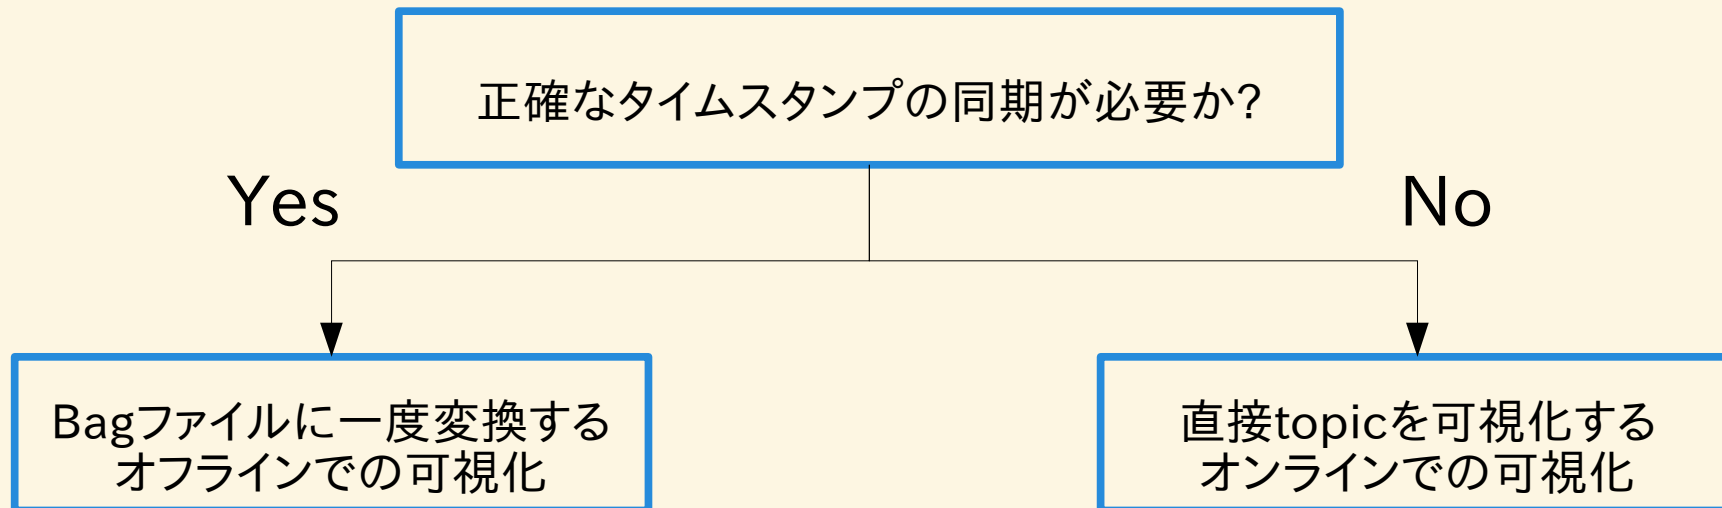 正確なタイムスタンプの同期が必要か?
Yes
No
Bagファイルに一度変換する
オフラインでの可視化
直接topicを可視化する
オンラインでの可視化